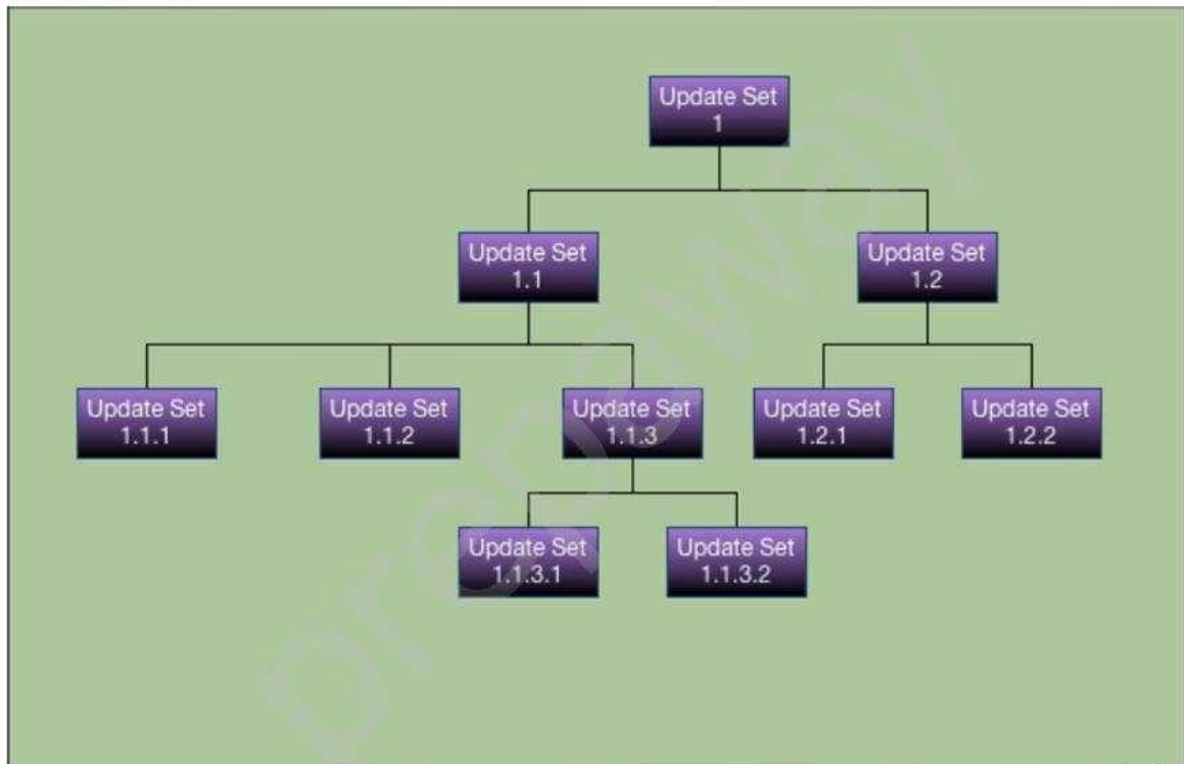 Update Set
1
Update Set
1.1
Update Set
1.2
Update Set
1.1.1
Update Set
1.1.2
Update Set
1.1.3
Update Set
1.2.1
Update Set
1.2.2
Update Set
1.1.3.1
Update Set
1.1.3.2
prepaway